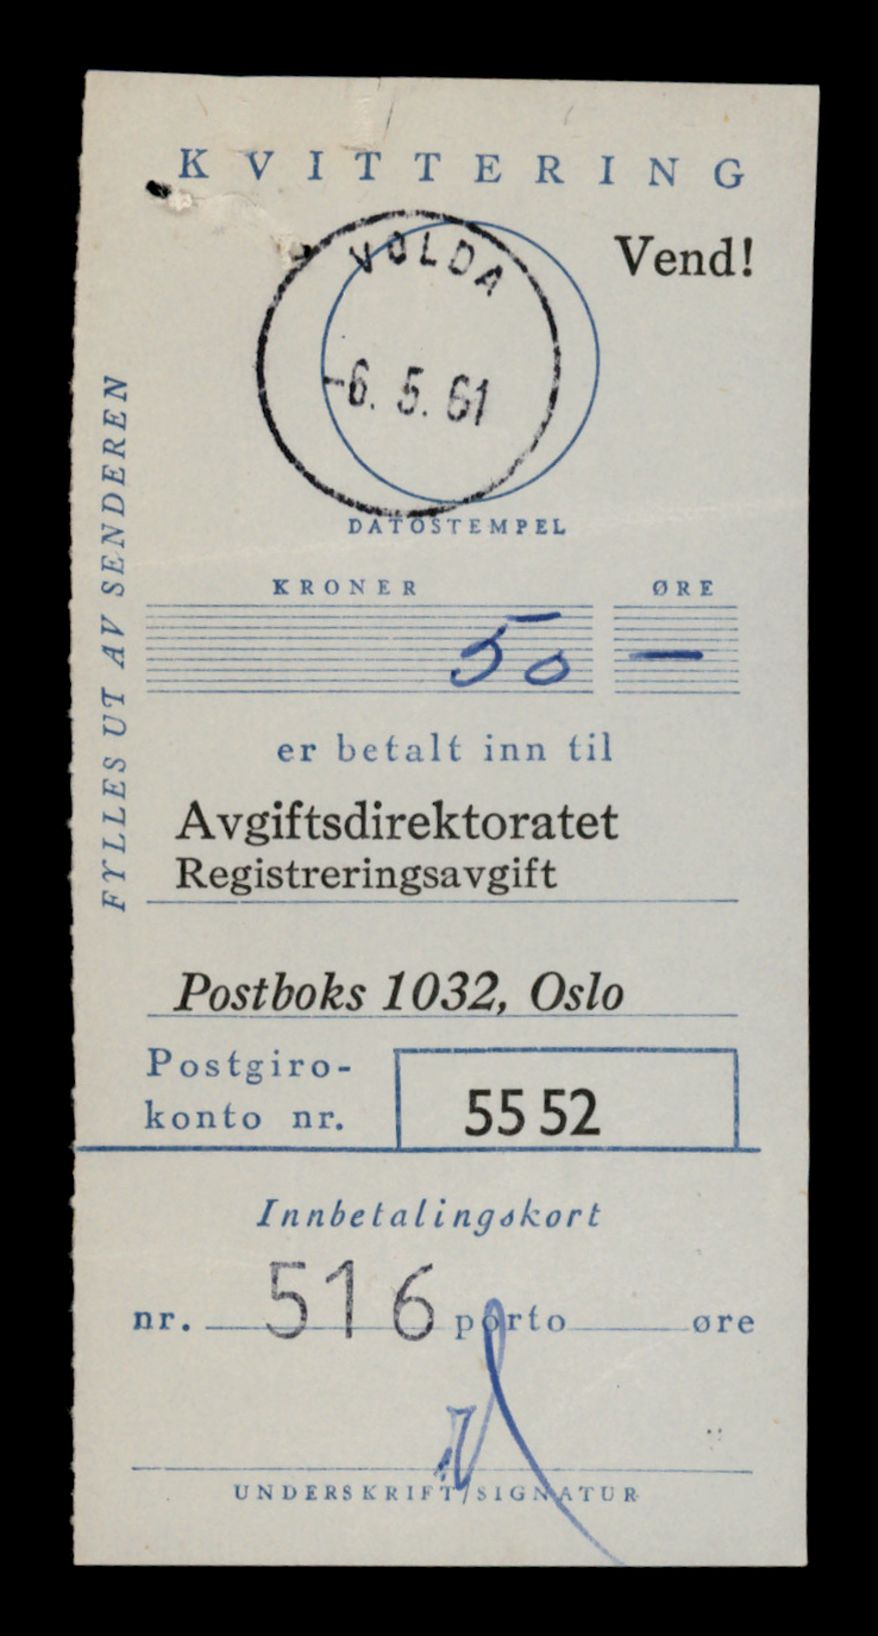 KVITTERING
Vend!
VOLDA
-6. 5. 61
DATOSTEMPEL
FYLLES UT AV SENDEREN
KRONER ØRE
50 —
er betalt inn til
Avgiftsdirektoratet
Registreringsavgift
Postboks 1032, Oslo
Postgiro-
konto nr. 55 52
Innbetalingskort
nr. 516 porto øre
UNDERSKRIFT/SIGNATUR